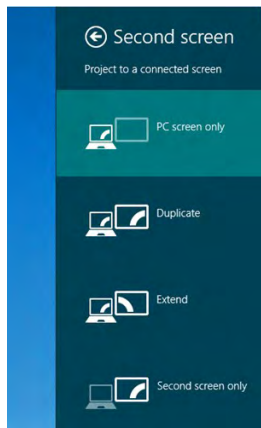 Second screen
Project to a connected screen
PC screen only
Duplicate
Extend
Second screen only